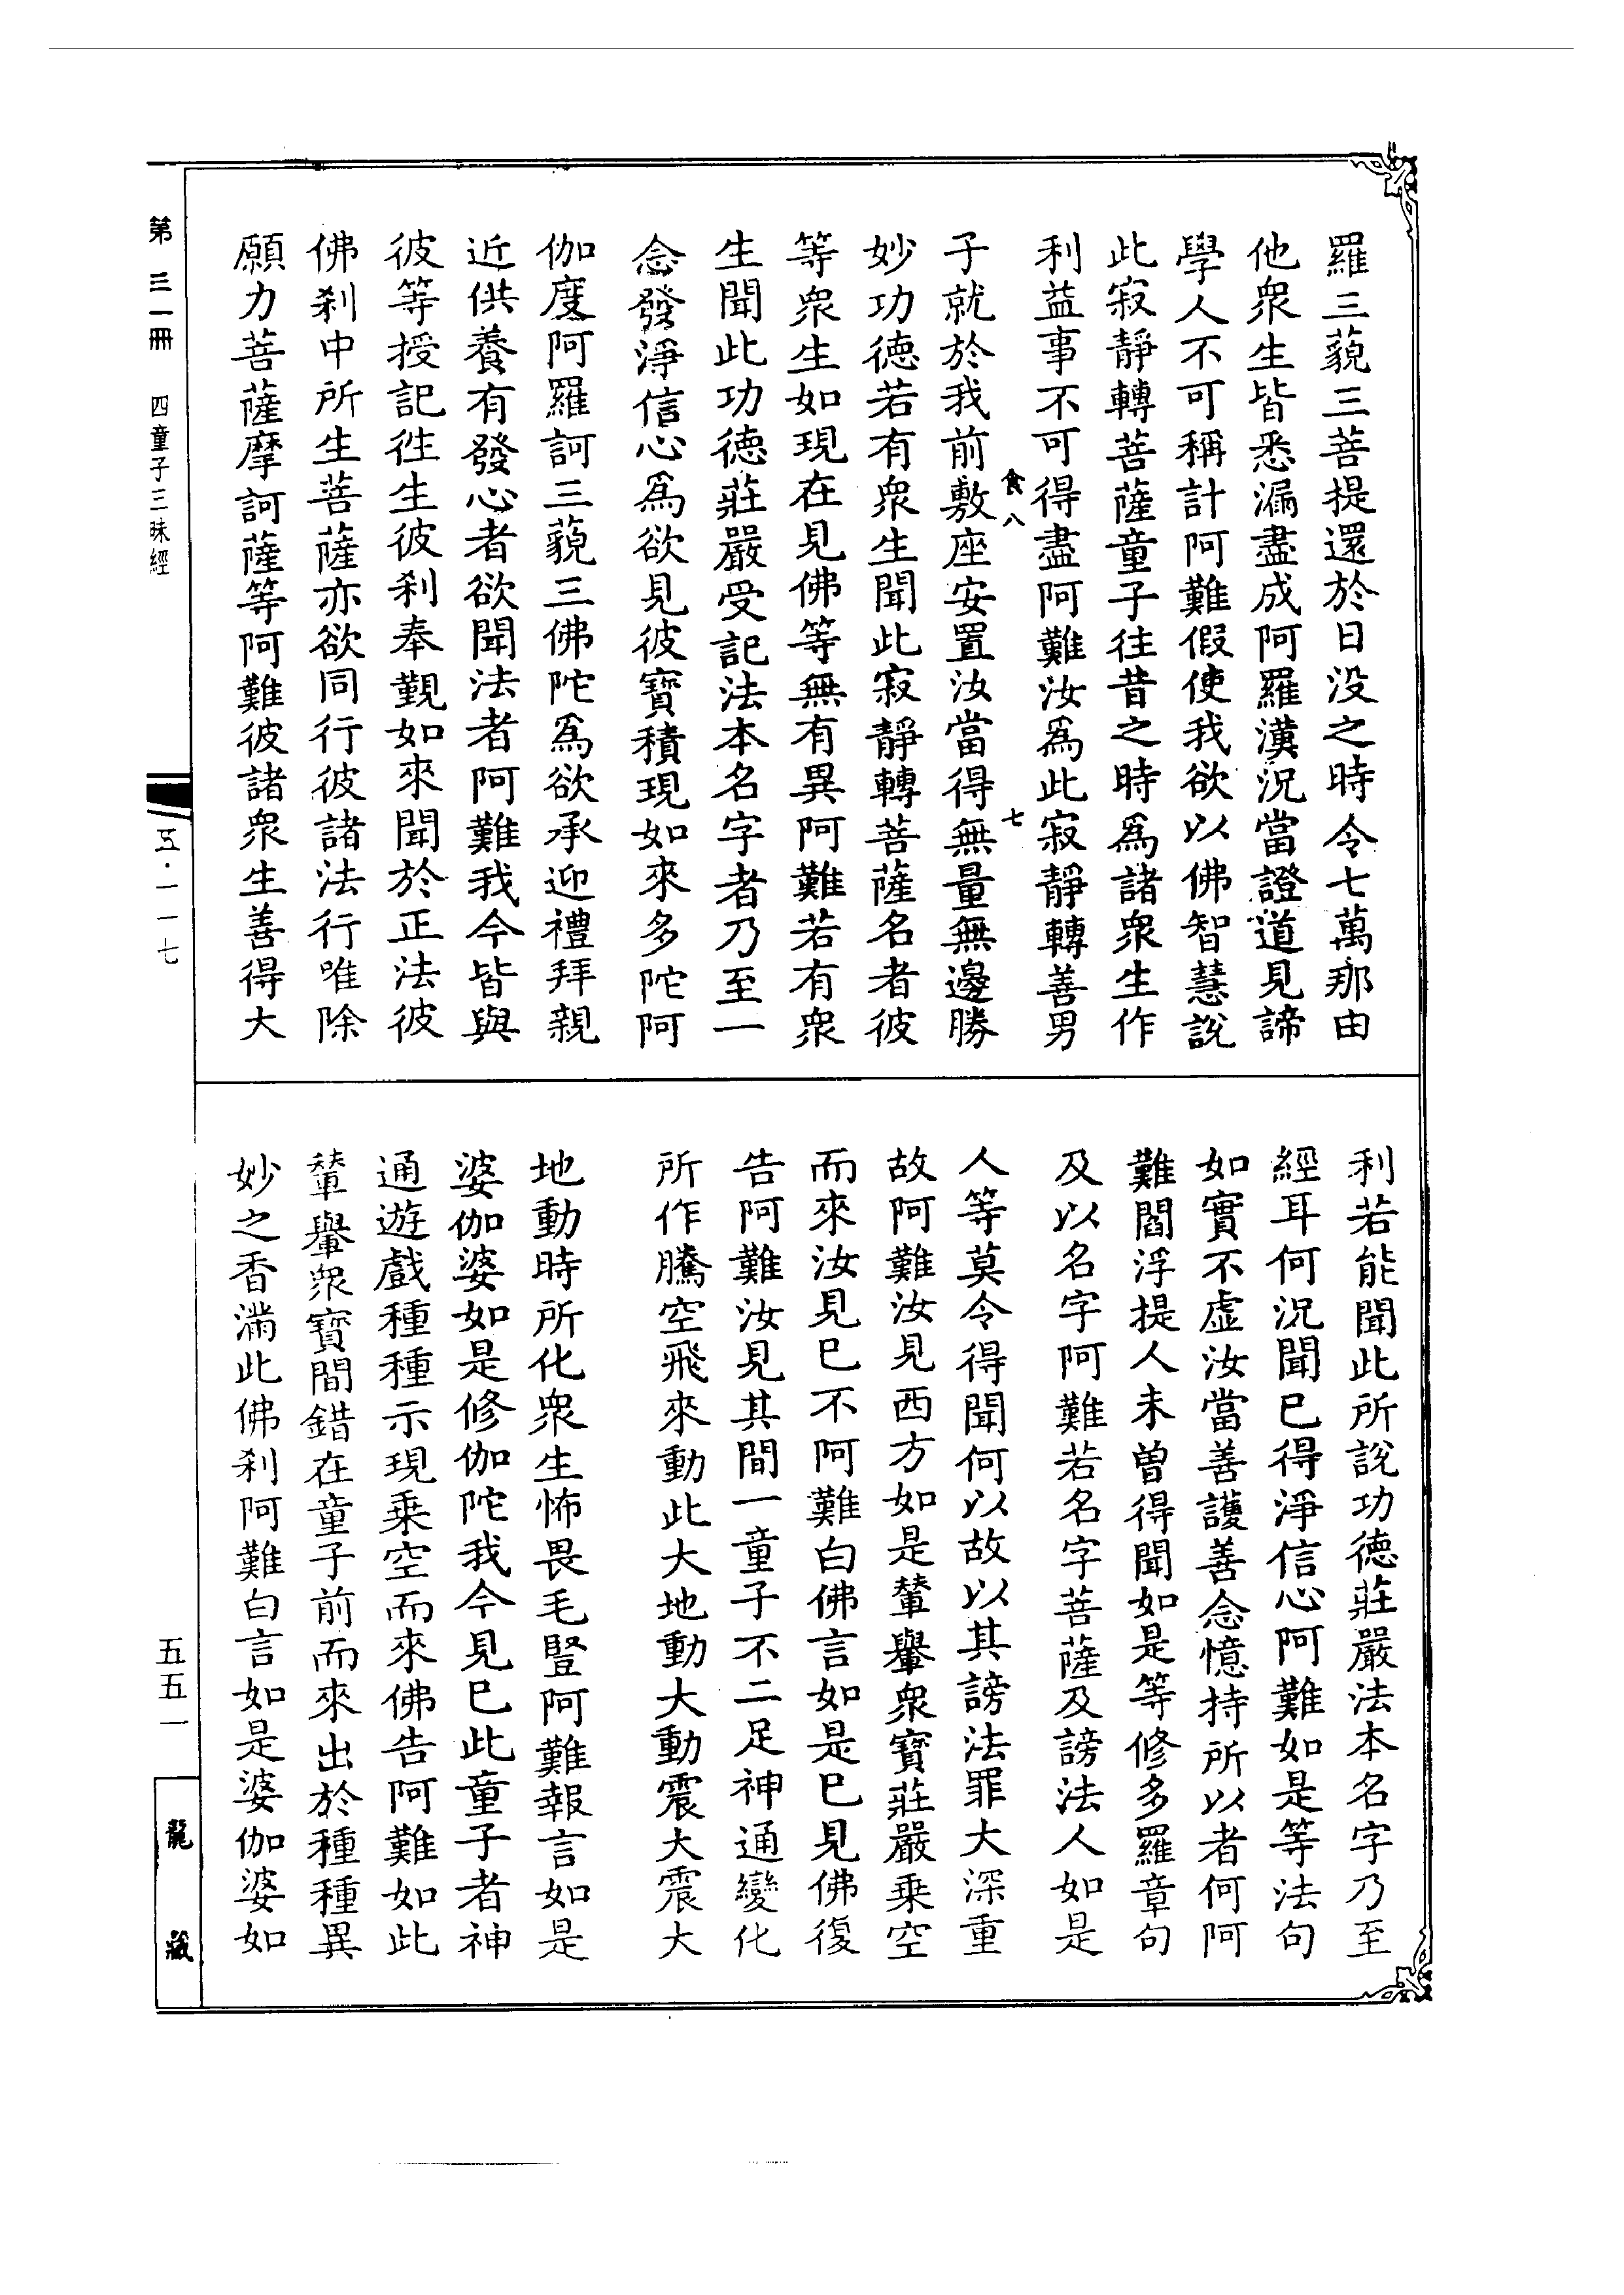 羅三藐三菩提還於日没之時令七萬那由
他衆生皆悉漏盡成阿羅漢況當證道見諦
學人不可稱計阿難假使我欲以佛智慧說
此寂靜轉菩薩童子往昔之時爲諸衆生作
利益事不可得盡阿難汝爲此寂靜轉善男
食八 七
子就於我前敷座安置汝當得無量無邊勝
妙功德若有衆生聞此寂靜轉菩薩名者彼
等衆生如現在見佛等無有異阿難若有衆
生聞此功德莊嚴受記法本名字者乃至一
念發淨信心爲欲見彼寶積現如來多陀阿
伽度阿羅訶三藐三佛陀爲欲承迎禮拜親
近供養有發心者欲聞法者阿難我今皆與
彼等授記徃生彼刹奉覲如來聞於正法彼
佛刹中所生菩薩亦欲同行彼諸法行唯除
願力菩薩摩訶薩等阿難彼諸衆生善得大
利若能聞此所說功德莊嚴法本名字乃至
經耳何況聞已得淨信心阿難如是等法句
如實不虛汝當善護善念憶持所以者何阿
難閻浮提人未曾得聞如是等修多羅章句
及以名字阿難若名字菩薩及謗法人如是
人等莫令得聞何以故以其謗法罪大深重
故阿難汝見西方如是輦轝衆寶莊嚴乘空
而來汝見已不阿難白佛言如是已見佛復
告阿難汝見其間一童子不二足神通變化
所作騰空飛來動此大地動大動震大震大
地動時所化衆生怖畏毛豎阿難報言如是
婆伽婆如是修伽陀我今見已此童子者神
通遊戲種種示現乘空而來佛告阿難如此
輦轝衆寶間錯在童子前而來出於種種異
妙之香滿此佛刹阿難白言如是婆伽婆如
第三一冊 四童子三昧經
五·一一七
五五一
龍藏